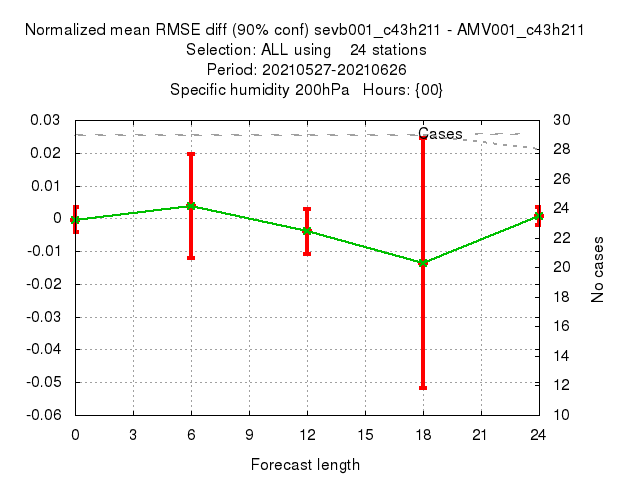 Normalized mean RMSE diff (90% conf) sevb001_c43h211 - AMV001_c43h211
Selection: ALL using 24 stations
Period: 20210527-20210626
Specific humidity 200hPa Hours: {00}
0.03
0.02
0.01
0
-0.01
-0.02
-0.03
-0.04
-0.05
-0.06
Cases
30
28
26
24
22
20
18
16
14
12
10
No cases
0 3 6 9 12 15 18 21 24
Forecast length